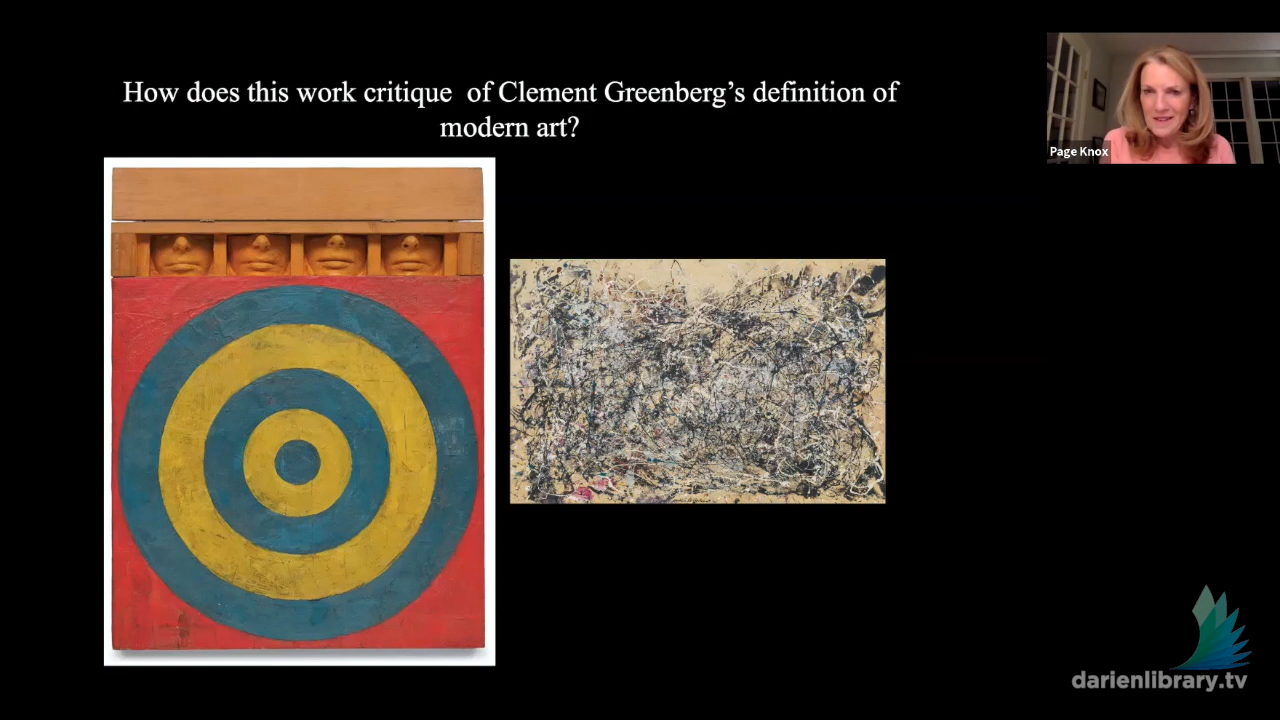 How does this work critique  of Clement Greenberg’s definition of
modern art?
Page Knox
darienlibrary.tv